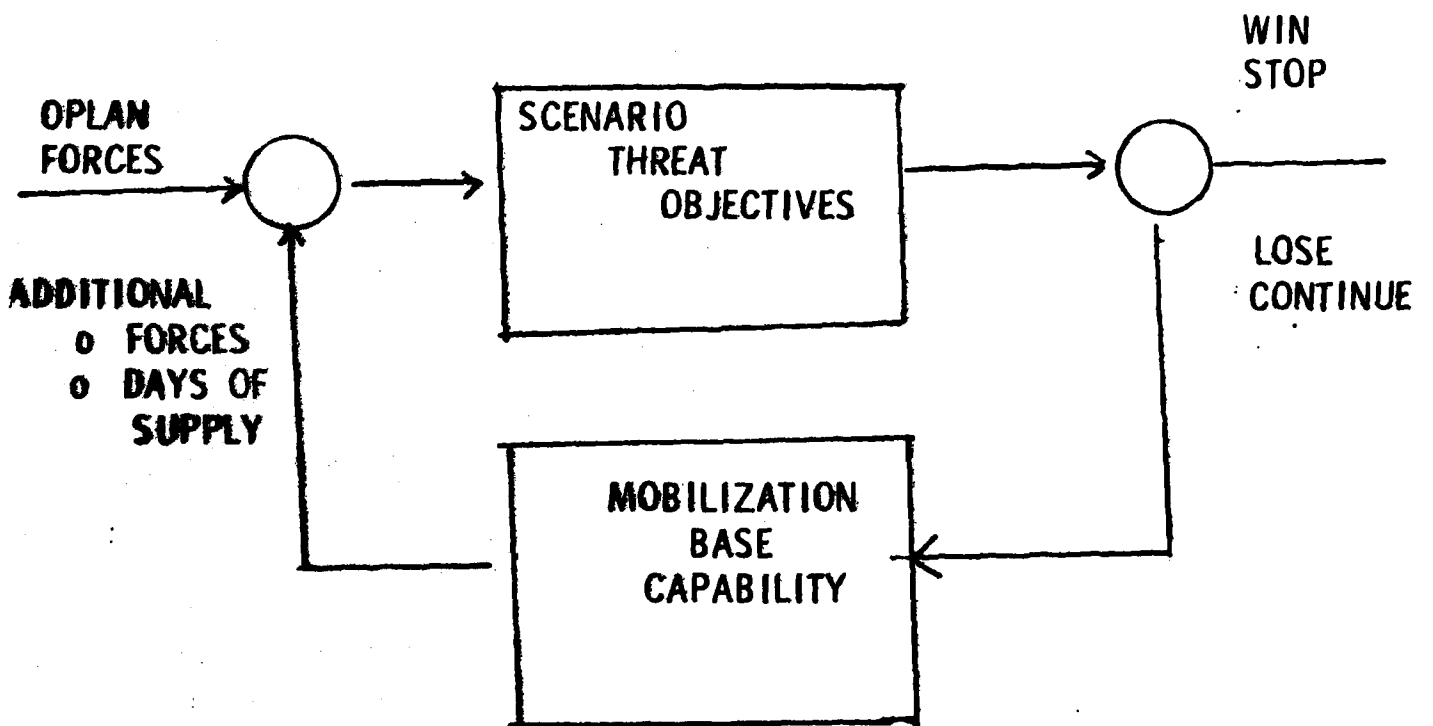 OPLAN
FORCES
SCENARIO
THREAT
OBJECTIVES
WIN
STOP
LOSE
CONTINUE
ADDITIONAL
o FORCES
o DAYS OF
SUPPLY
MOBILIZATION
BASE
CAPABILITY